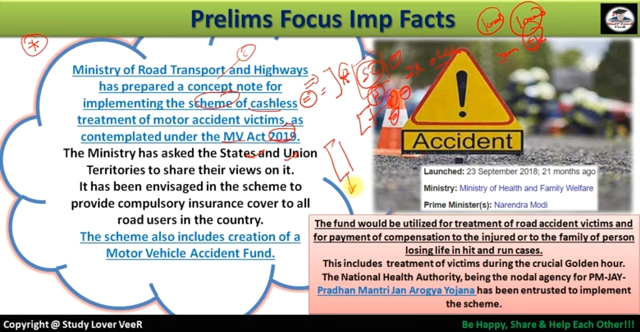 Prelims Focus Imp Facts
Ministry of Road Transport and Highways
has prepared a concept note for
implementing the scheme of cashless
treatment of motor accident victims, as
contemplated under the MV Act 2019.
The Ministry has asked the States and Union
Territories to share their views on it.
It has been envisaged in the scheme to
provide compulsory insurance cover to all
road users in the country.
The scheme also includes creation of a
Motor Vehicle Accident Fund.
Accident
Launched: 23 September 2018; 21 months ago
Ministry: Ministry of Health and Family Welfare
Prime Minister(s): Narendra Modi
The fund would be utilized for treatment of road accident victims and
for payment of compensation to the injured or to the family of person
losing life in hit and run cases.
This includes treatment of victims during the crucial Golden hour.
The National Health Authority, being the nodal agency for PM-JAY-
Pradhan Mantri Jan Arogya Yojana has been entrusted to implement
the scheme.
Copyright @ Study Lover VeeR
Be Happy, Share & Help Each Other!!!